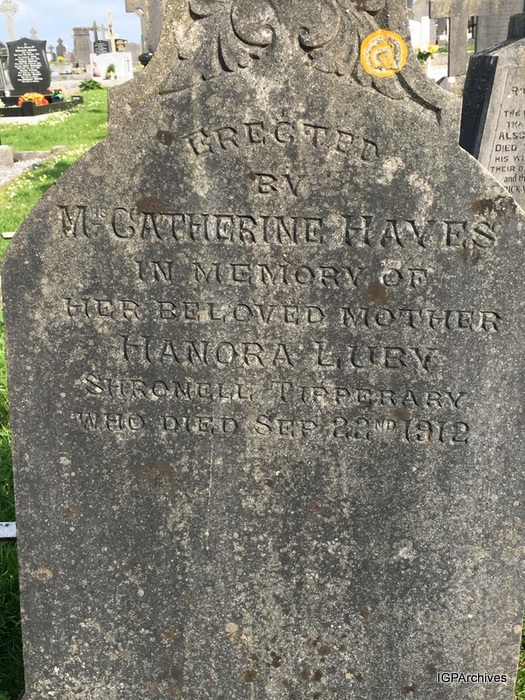 ERECTED
BY
MRS CATHERINE HAYES
IN MEMORY OF
HER BELOVED MOTHER
HANORA LUBY
SHRONELL TIPPERARY
WHO DIED SEP 22ND 1912
IGPArchives